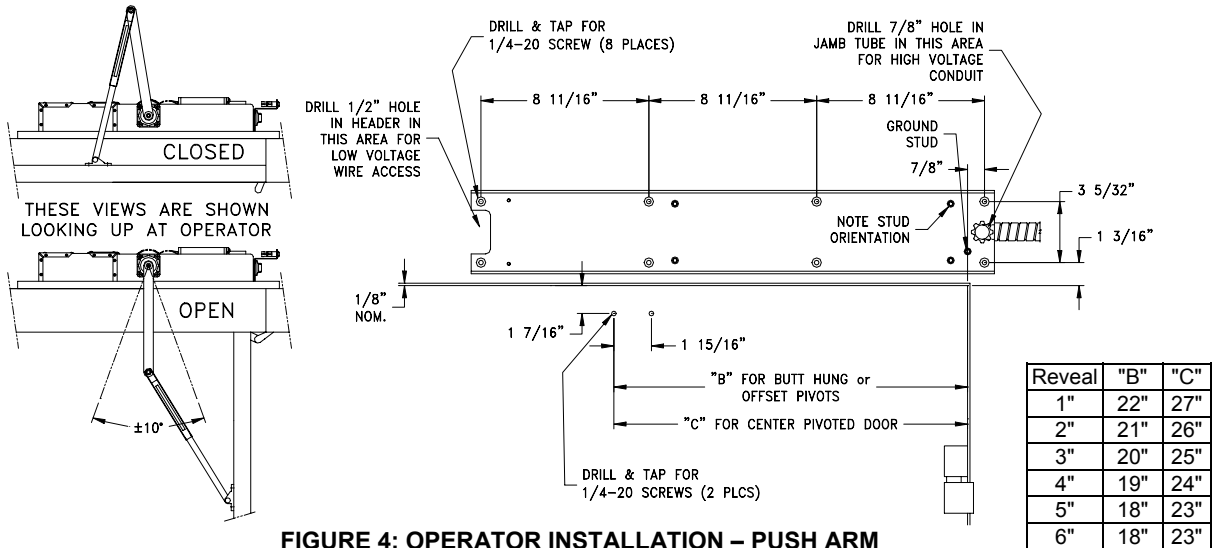 DRILL & TAP FOR
1/4-20 SCREW (8 PLACES)
DRILL 7/8" HOLE IN
JAMB TUBE IN THIS AREA
FOR HIGH VOLTAGE
CONDUIT
8 11/16"
8 11/16"
8 11/16"
DRILL 1/2" HOLE
IN HEADER IN
THIS AREA FOR
LOW VOLTAGE
WIRE ACCESS
GROUND
STUD
7/8"
CLOSED
THESE VIEWS ARE SHOWN
LOOKING UP AT OPERATOR
3 5/32"
NOTE STUD
ORIENTATION
1 3/16"
OPEN
1/8"
NOM.
1 7/16"
1 15/16"
"B" FOR BUTT HUNG or
OFFSET PIVOTS
"C" FOR CENTER PIVOTED DOOR
±10°
DRILL & TAP FOR
1/4-20 SCREWS (2 PLCS)
Reveal "B" "C"
1" 22" 27"
2" 21" 26"
3" 20" 25"
4" 19" 24"
5" 18" 23"
6" 18" 23"
FIGURE 4: OPERATOR INSTALLATION – PUSH ARM